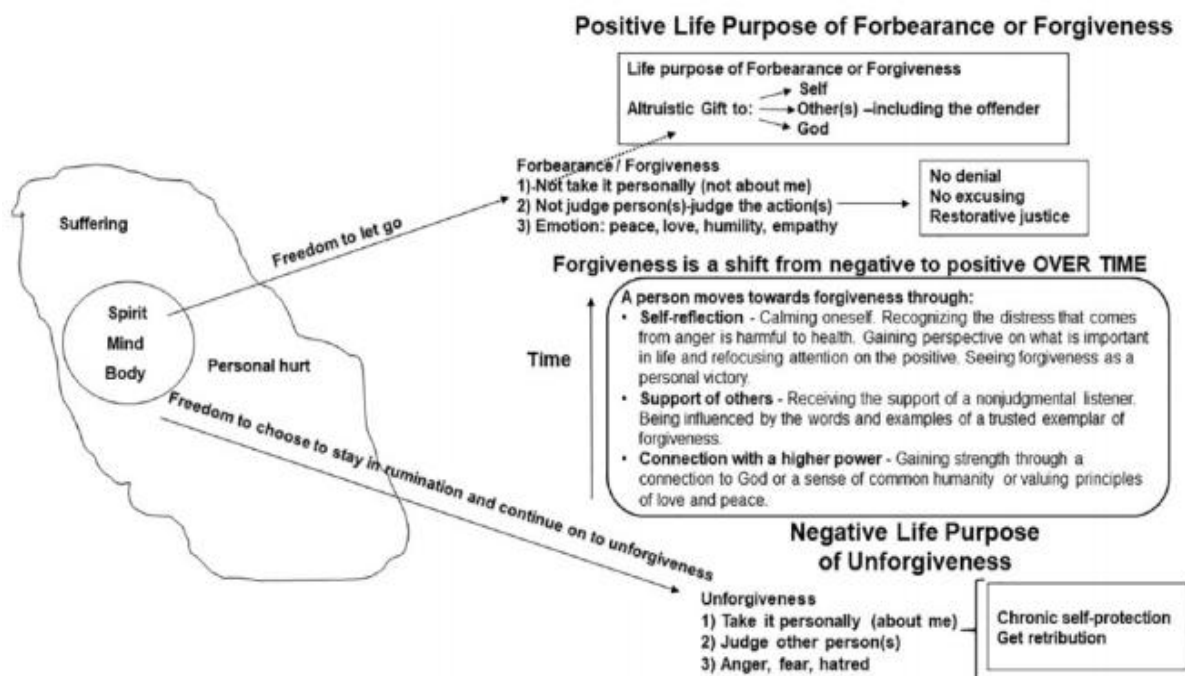 Positive Life Purpose of Forbearance or Forgiveness
Life purpose of Forbearance or Forgiveness
Self
Altruistic Gift to:
Other(s) –including the offender
God
Forbearance / Forgiveness
1) Not take it personally (not about me)
2) Not judge person(s)-judge the action(s)
3) Emotion: peace, love, humility, empathy
No denial
No excusing
Restorative justice
Suffering
Freedom to let go
Spirit
Mind
Body
Personal hurt
Freedom to choose to stay in rumination and continue on to unforgiveness
Forgiveness is a shift from negative to positive OVER TIME
Time
A person moves towards forgiveness through:
• Self-reflection - Calming oneself. Recognizing the distress that comes
from anger is harmful to health. Gaining perspective on what is important
in life and refocusing attention on the positive. Seeing forgiveness as a
personal victory.
• Support of others - Receiving the support of a nonjudgmental listener.
Being influenced by the words and examples of a trusted exemplar of
forgiveness.
• Connection with a higher power - Gaining strength through a
connection to God or a sense of common humanity or valuing principles
of love and peace.
Negative Life Purpose
of Unforgiveness
Unforgiveness
1) Take it personally (about me)
2) Judge other person(s)
3) Anger, fear, hatred
Chronic self-protection
Get retribution